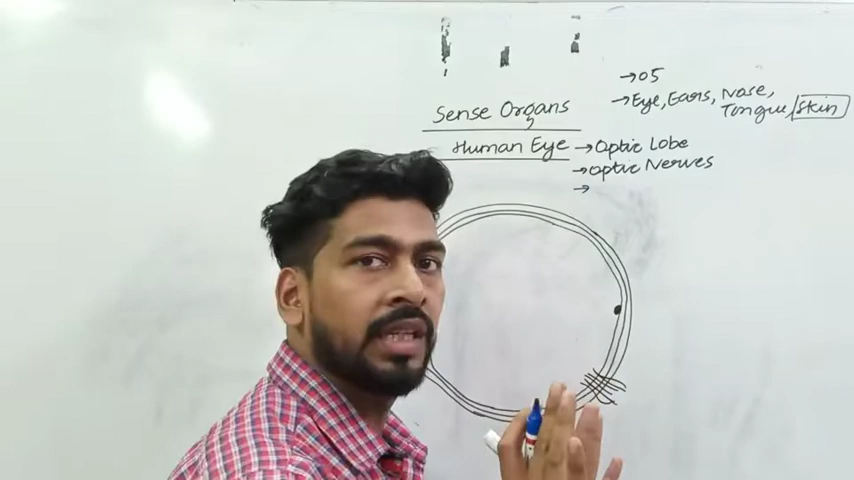 →05
→Eye, Ears, Nose,
Tongue, Skin
Sense Organs
Human Eye →Optic Lobe
→optic Nerves
→